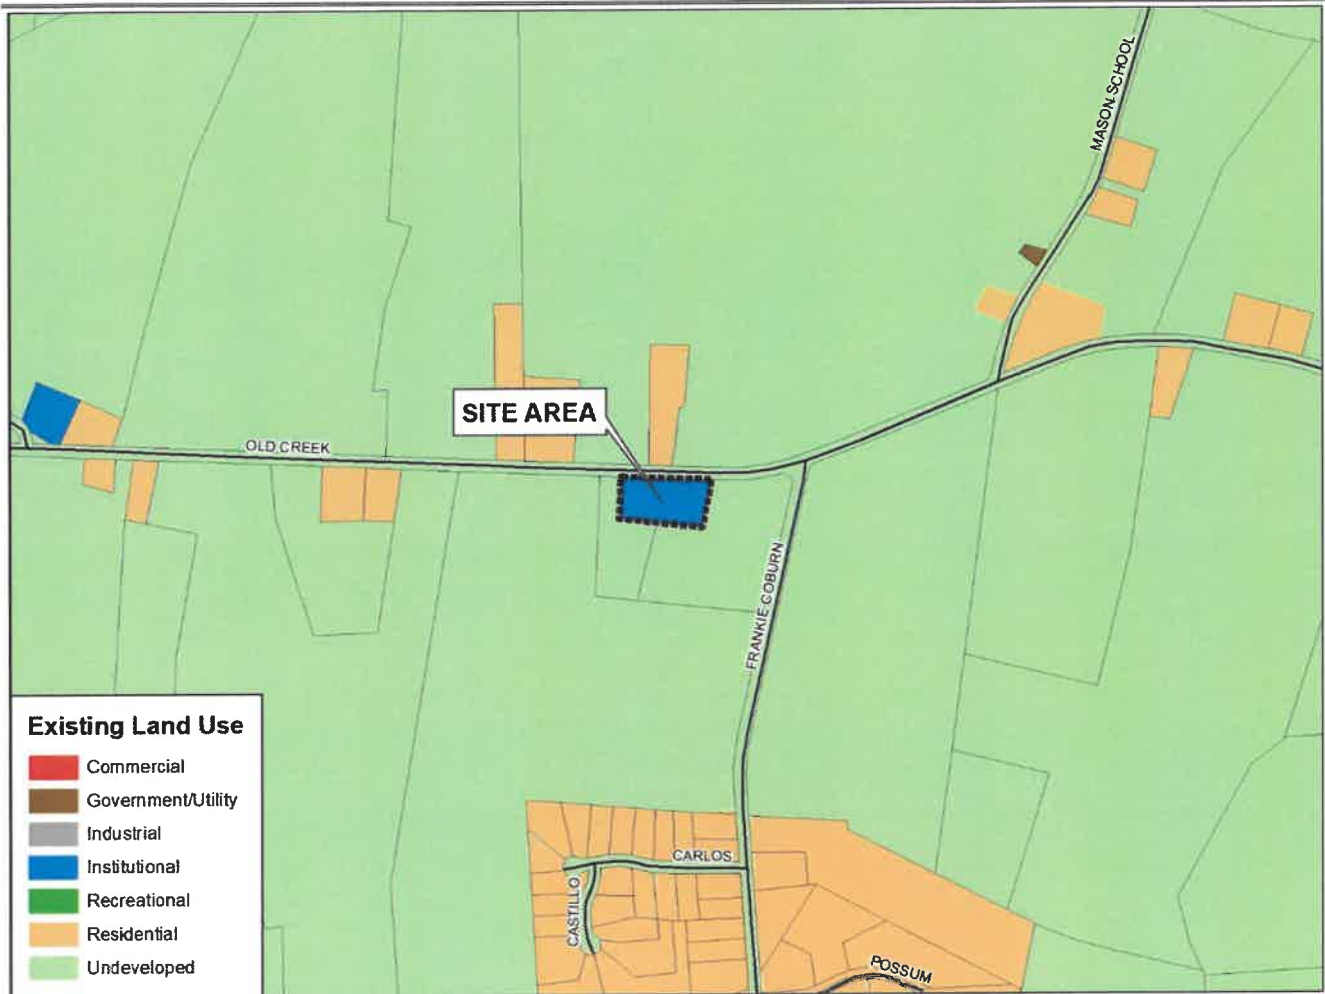 MASON SCHOOL
SITE AREA
OLD CREEK
FRANKIE COBURN
Existing Land Use
Commercial
Government/Utility
Industrial
Institutional
Recreational
Residential
Undeveloped
CARLOS
CASTILLO
POSSUM